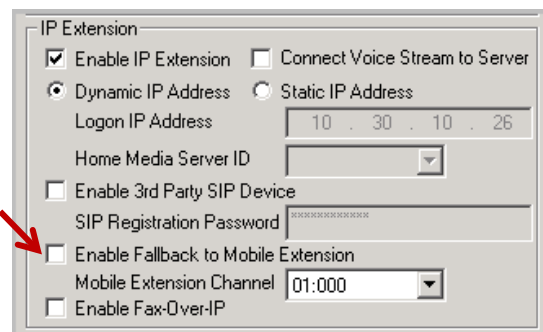 IP Extension
Enable IP Extension Connect Voice Stream to Server
Dynamic IP Address Static IP Address
Logon IP Address 10 . 30 . 10 . 26
Home Media Server ID
Enable 3rd Party SIP Device
SIP Registration Password ************
Enable Fallback to Mobile Extension
Mobile Extension Channel 01:000
Enable Fax-Over-IP